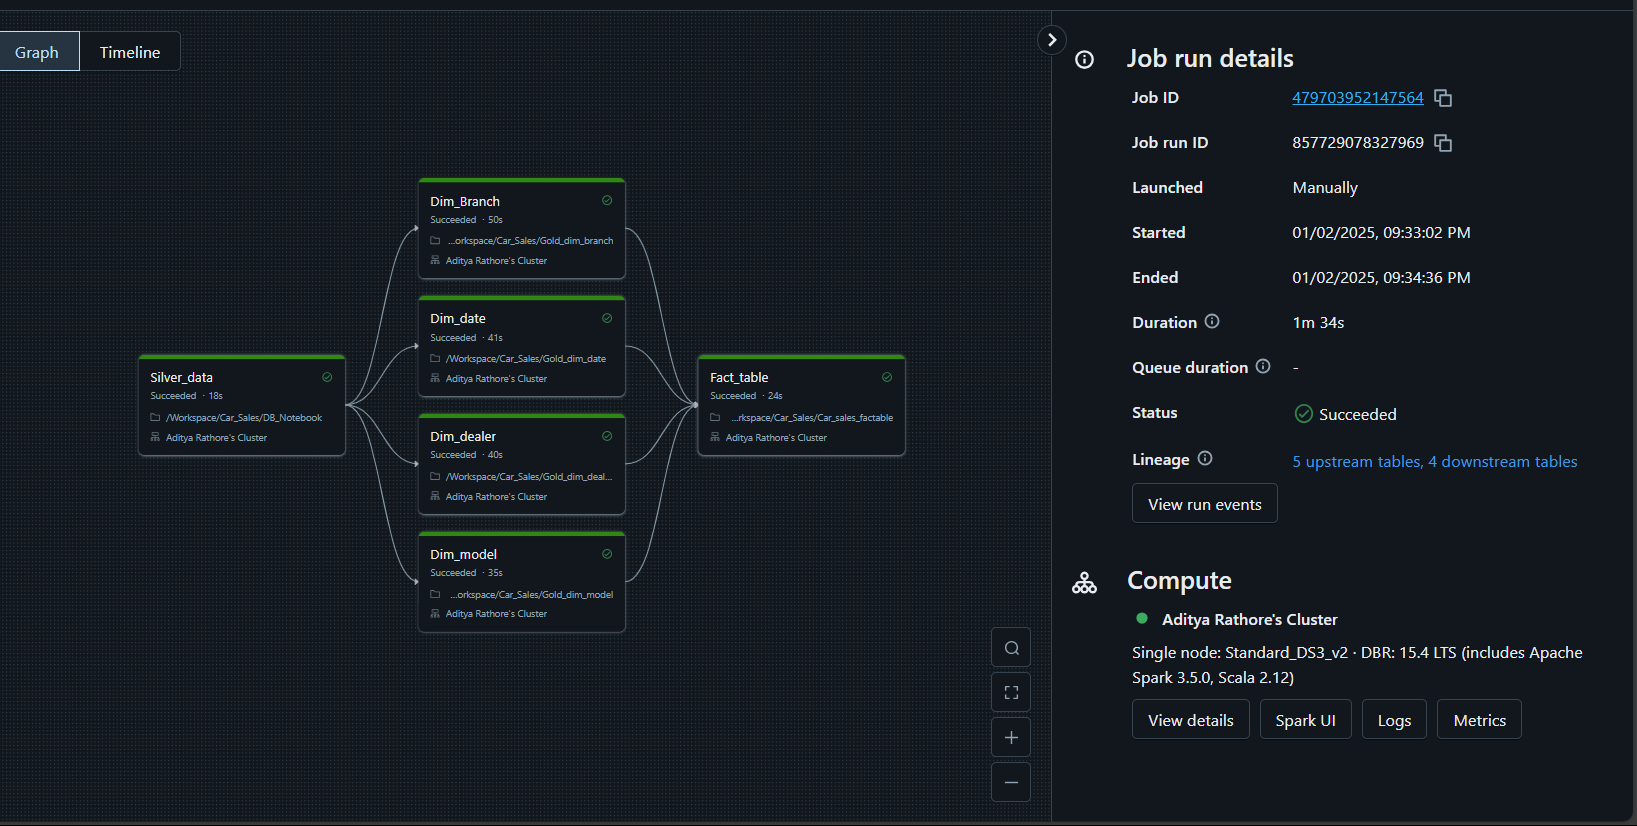 Graph
Timeline
Silver_data
Succeeded · 18s
/Workspace/Car_Sales/DB_Notebook
Aditya Rathore's Cluster
Dim_Branch
Succeeded · 50s
...orkspace/Car_Sales/Gold_dim_branch
Aditya Rathore's Cluster
Dim_date
Succeeded · 41s
/Workspace/Car_Sales/Gold_dim_date
Aditya Rathore's Cluster
Dim_dealer
Succeeded · 40s
/Workspace/Car_Sales/Gold_dim_deal...
Aditya Rathore's Cluster
Dim_model
Succeeded · 35s
...orkspace/Car_Sales/Gold_dim_model
Aditya Rathore's Cluster
Fact_table
Succeeded · 24s
...rkspace/Car_Sales/Car_sales_factable
Aditya Rathore's Cluster
Job run details
Job ID 479703952147564
Job run ID 857729078327969
Launched Manually
Started 01/02/2025, 09:33:02 PM
Ended 01/02/2025, 09:34:36 PM
Duration 1m 34s
Queue duration -
Status Succeeded
Lineage 5 upstream tables, 4 downstream tables
View run events
Compute
Aditya Rathore's Cluster
Single node: Standard_DS3_v2 · DBR: 15.4 LTS (includes Apache
Spark 3.5.0, Scala 2.12)
View details Spark UI Logs Metrics